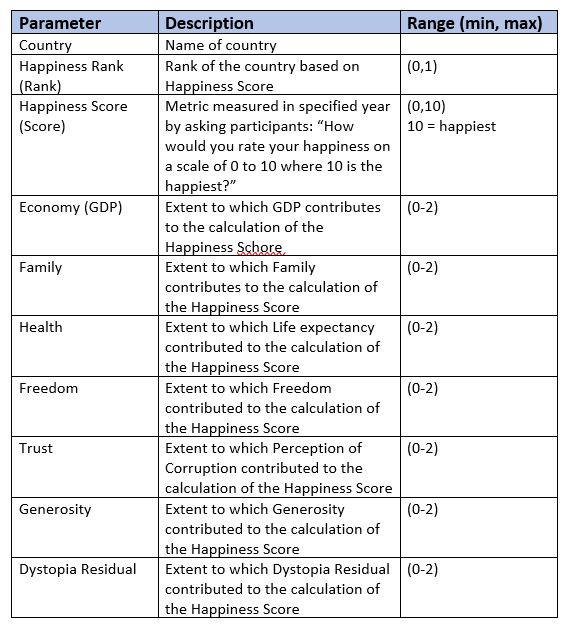 Parameter Description Range (min, max)
Country Name of country
Happiness Rank Rank of the country based on (0,1)
(Rank) Happiness Score
Happiness Score Metric measured in specified year (0,10)
(Score) by asking participants: “How 10 = happiest
would you rate your happiness on
a scale of 0 to 10 where 10 is the
happiest?”
Economy (GDP) Extent to which GDP contributes (0-2)
to the calculation of the
Happiness Schore
Family Extent to which Family (0-2)
contributes to the calculation of
the Happiness Score
Health Extent to which Life expectancy (0-2)
contributed to the calculation of
the Happiness Score
Freedom Extent to which Freedom (0-2)
contributed to the calculation of
the Happiness Score
Trust Extent to which Perception of (0-2)
Corruption contributed to the
calculation of the Happiness Score
Generosity Extent to which Generosity (0-2)
contributed to the calculation of
the Happiness Score
Dystopia Residual Extent to which Dystopia Residual (0-2)
contributed to the calculation of
the Happiness Score